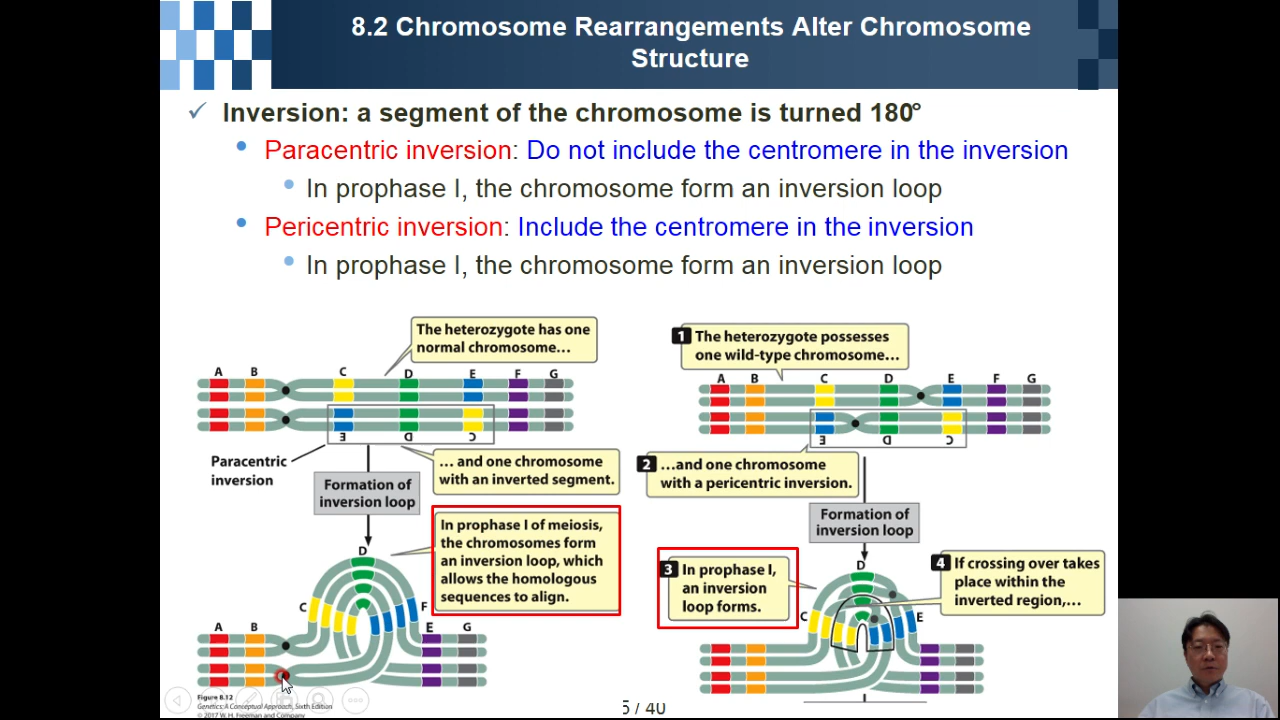 8.2 Chromosome Rearrangements Alter Chromosome
Structure
✓ Inversion: a segment of the chromosome is turned 180°
• Paracentric inversion: Do not include the centromere in the inversion
• In prophase I, the chromosome form an inversion loop
• Pericentric inversion: Include the centromere in the inversion
• In prophase I, the chromosome form an inversion loop
The heterozygote has one
normal chromosome...
A B C D E F G
E D C
Paracentric
inversion
... and one chromosome
with an inverted segment.
Formation of
inversion loop
In prophase I of meiosis,
the chromosomes form
an inversion loop, which
allows the homologous
sequences to align.
D
C F
A B E G
Figure 8.12
Genetics: A Conceptual Approach, Sixth Edition
© 2017 W. H. Freeman and Company
1 The heterozygote possesses
one wild-type chromosome...
A B C D E F G
E D C
2 ...and one chromosome
with a pericentric inversion.
Formation of
inversion loop
3 In prophase I,
an inversion
loop forms.
D
C E
4 If crossing over takes
place within the
inverted region,...
5 / 40